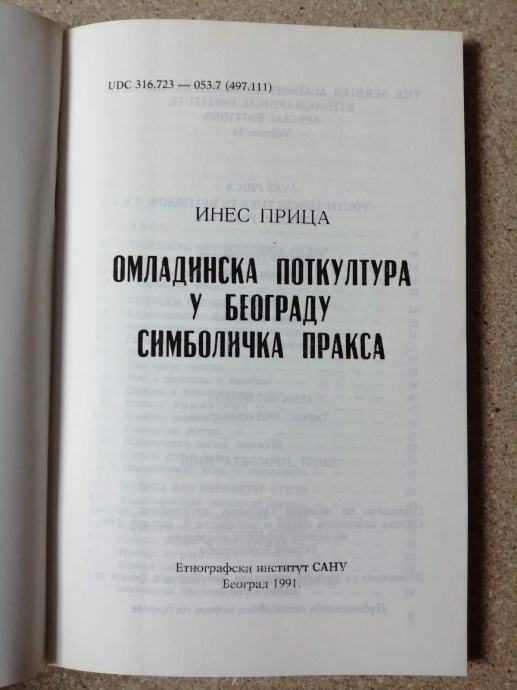 UDC 316.723 — 053.7 (497.111)
ИНЕС ПРИЦА
ОМЛАДИНСКА ПОТКУЛТУРА
У БЕОГРАДУ
СИМБОЛИЧКА ПРАКСА
Етнографски институт САНУ
Београд 1991.